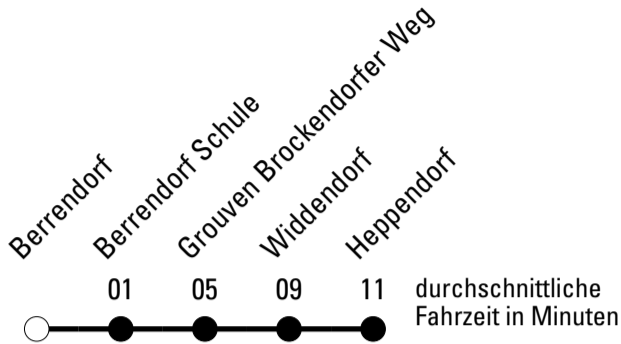 Berrendorf
Berrendorf Schule
Grouven Brockendorfer Weg
Widdendorf
Heppendorf
01 05 09 11
durchschnittliche
Fahrzeit in Minuten